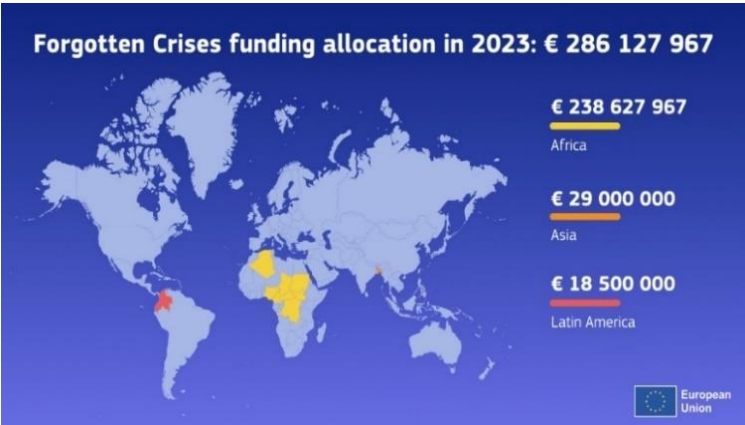 Forgotten Crises funding allocation in 2023: € 286 127 967
€ 238 627 967
Africa
€ 29 000 000
Asia
€ 18 500 000
Latin America
European
Union